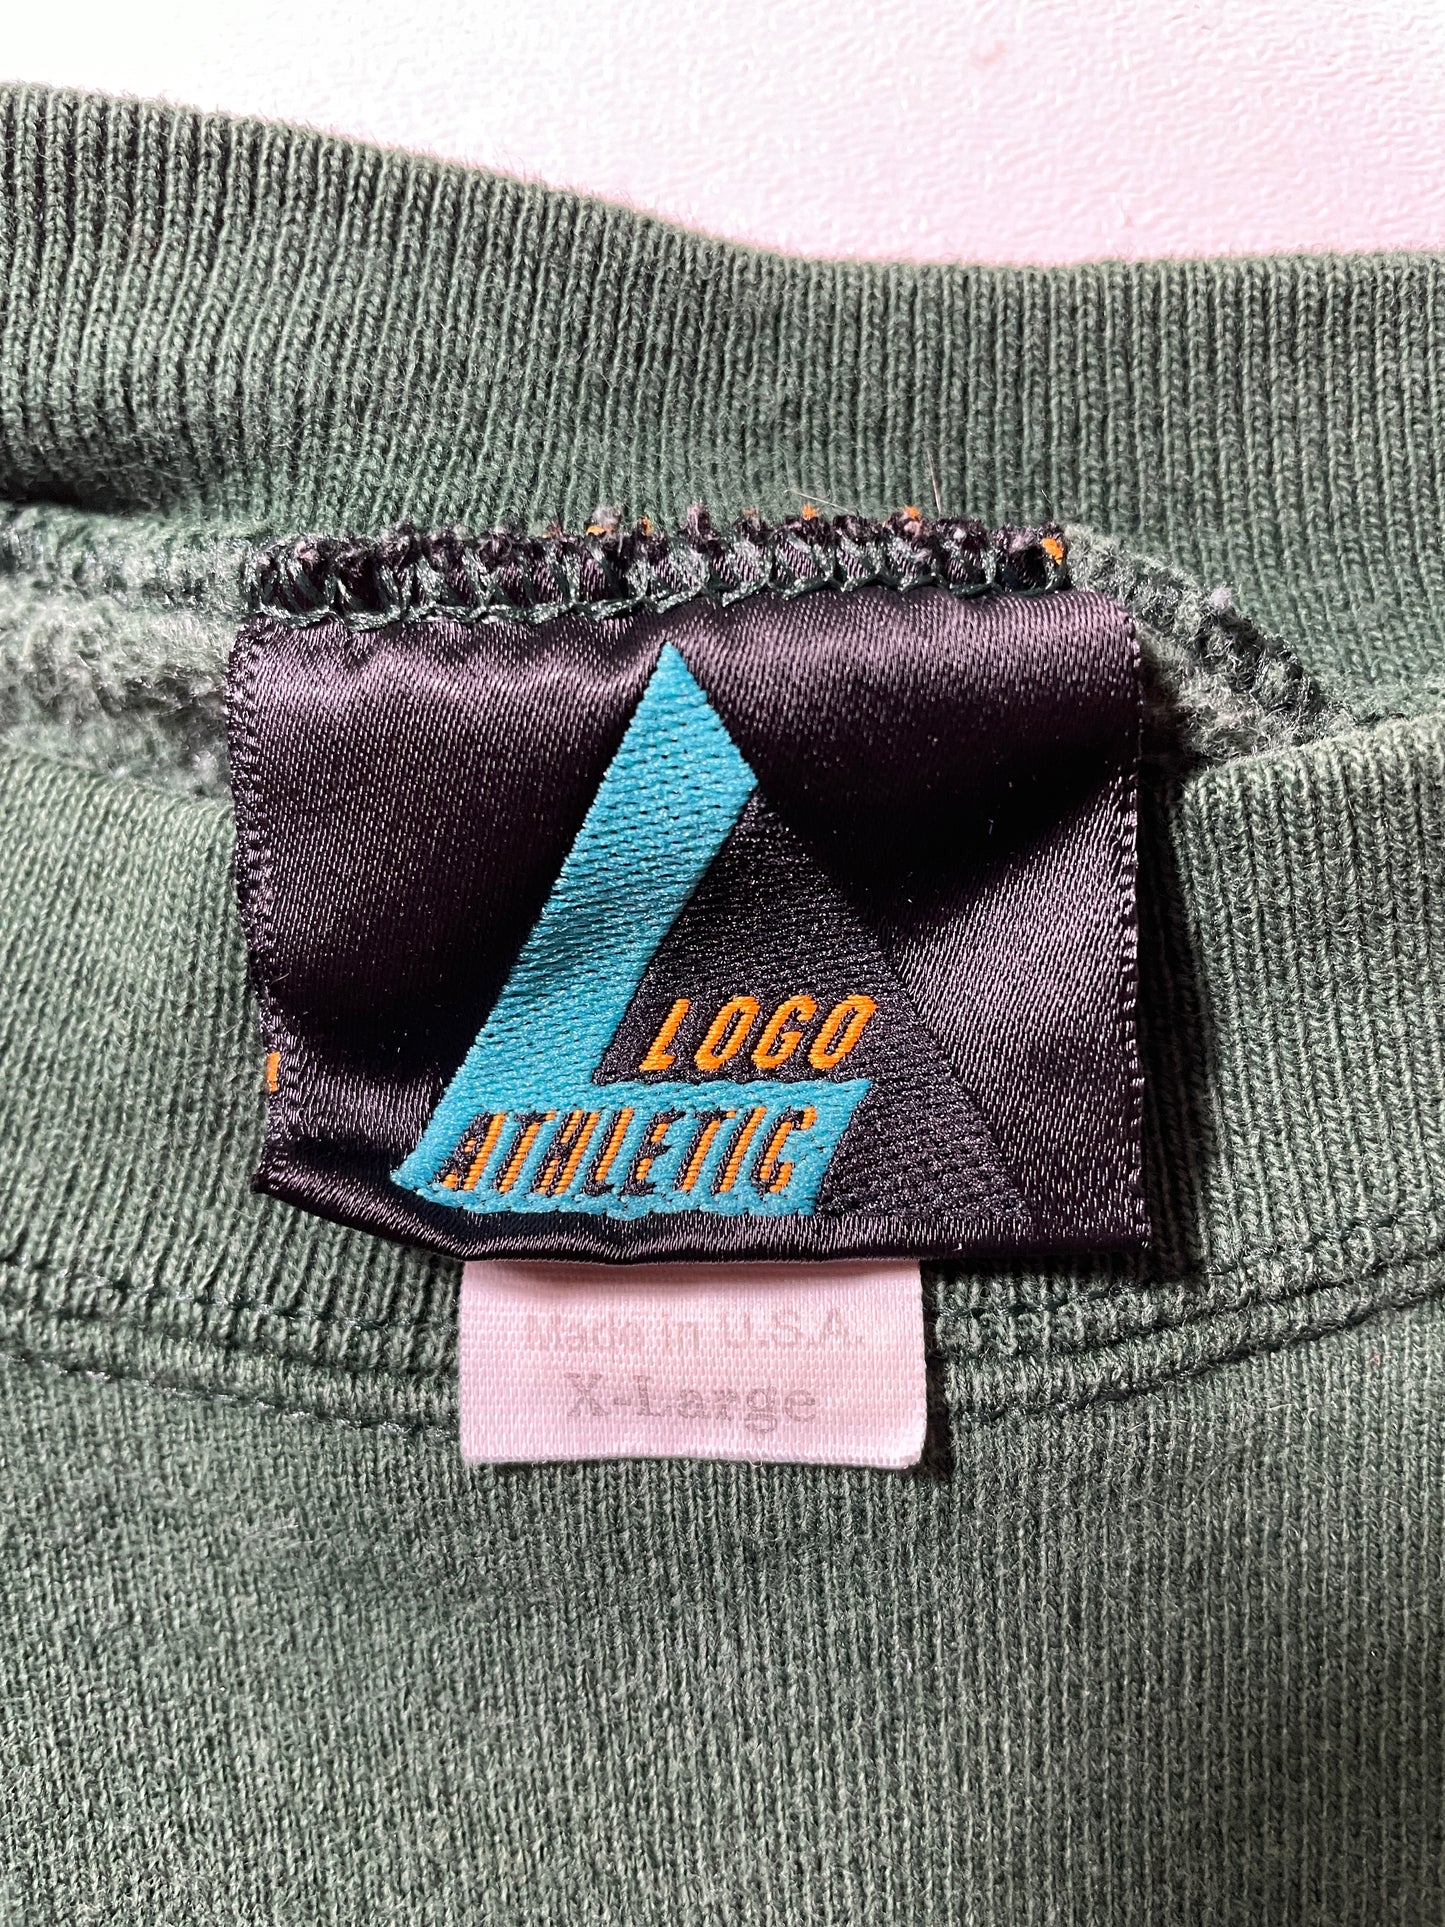 LOGO
ATHLETIC
Made in U.S.A.
X-Large